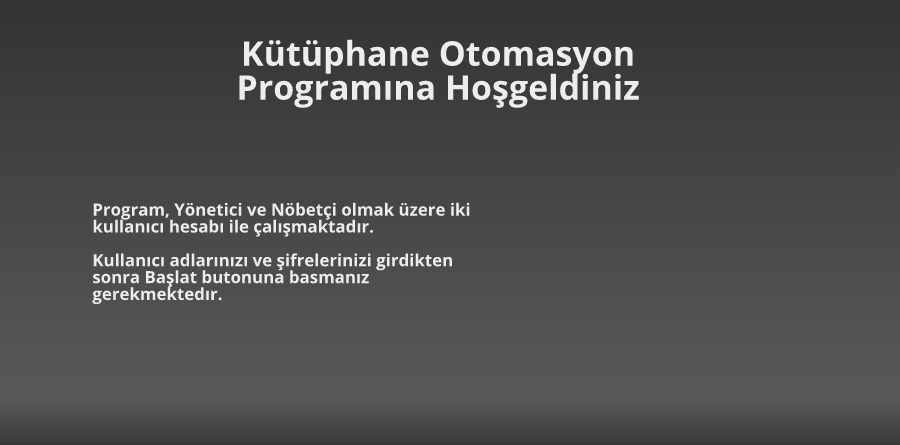 Kütüphane Otomasyon
Programına Hoşgeldiniz
Program, Yönetici ve Nöbetçi olmak üzere iki
kullanıcı hesabı ile çalışmaktadır.
Kullanıcı adlarınızı ve şifrelerinizi girdikten
sonra Başlat butonuna basmanız
gerekmektedır.